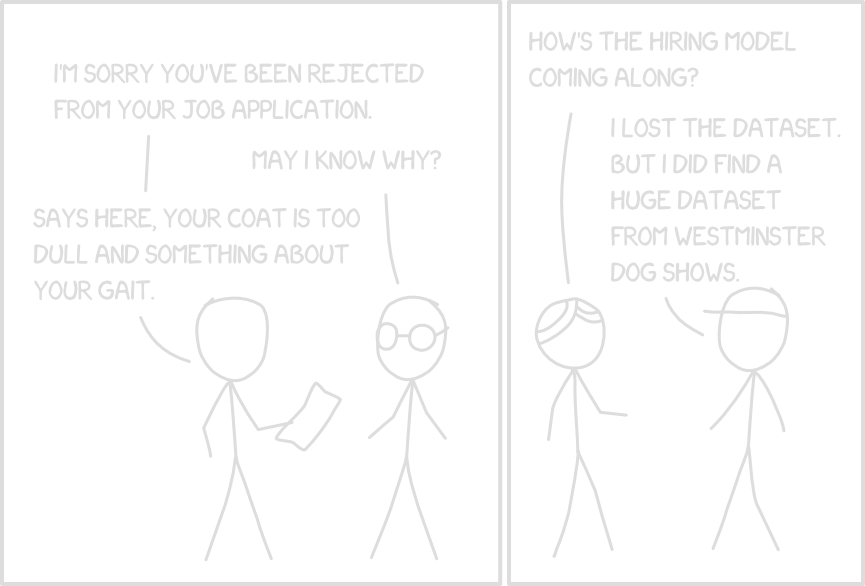 I'M SORRY YOU'VE BEEN REJECTED
FROM YOUR JOB APPLICATION.
MAY I KNOW WHY?
SAYS HERE, YOUR COAT IS TOO
DULL AND SOMETHING ABOUT
YOUR GAIT.
HOW'S THE HIRING MODEL
COMING ALONG?
I LOST THE DATASET.
BUT I DID FIND A
HUGE DATASET
FROM WESTMINSTER
DOG SHOWS.